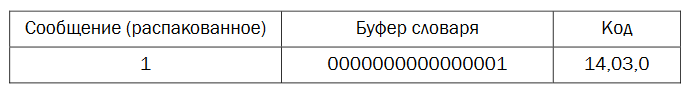 Сообщение (распакованное) Буфер словаря Код
1 0000000000000001 14,03,0